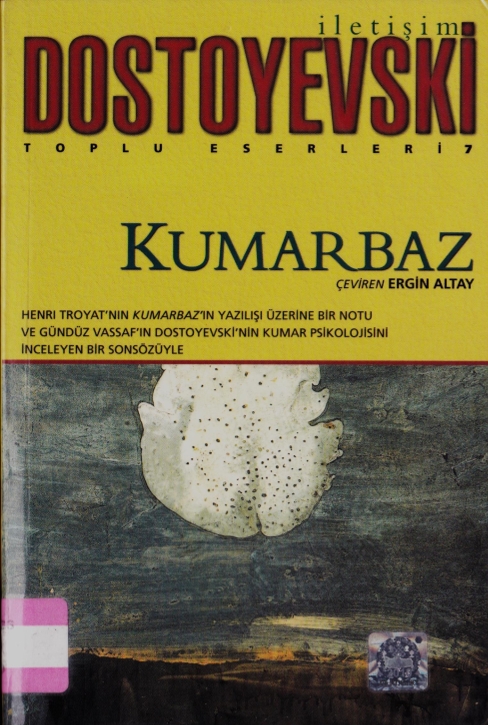 iletişim
DOSTOYEVSKİ
TOPLU ESERLERİ 7
KUMARBAZ
ÇEVİREN ERGİN ALTAY
HENRI TROYAT'NIN KUMARBAZ'IN YAZILIŞI ÜZERİNE BİR NOTU
VE GÜNDÜZ VASSAF'IN DOSTOYEVSKİ'NİN KUMAR PSİKOLOJİSİNİ
İNCELEYEN BİR SONSÖZÜYLE